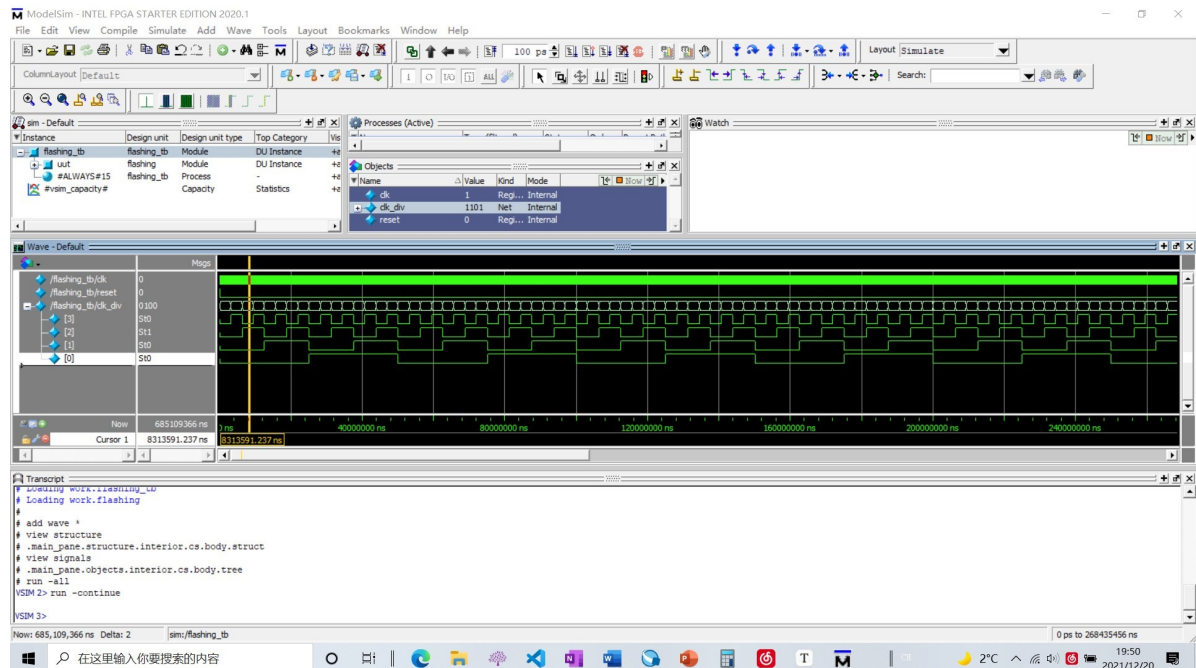 ModelSim - INTEL FPGA STARTER EDITION 2020.1
File Edit View Compile Simulate Add Wave Tools Layout Bookmarks Window Help
100 ps
Layout Simulate
ColumnLayout Default
ALL
Search:
sim - Default
Processes (Active)
Watch
Now
Instance Design unit Design unit type Top Category Vis
flashing_tb flashing_tb Module DU Instance
uut flashing Module DU Instance
#ALWAYS#15 flashing_tb Process -
#vsim_capacity# Capacity Statistics
Objects
Now
Name Value Kind Mode
clk 1 Regi... Internal
clk_div 1101 Net Internal
reset 0 Regi... Internal
Wave - Default
Msgs
/flashing_tb/clk 0
/flashing_tb/reset 0
/flashing_tb/clk_div 0100
[3] St0
[2] St1
[1] St0
[0] St0
Now 685109366 ns
40000000 ns 80000000 ns 120000000 ns 160000000 ns 200000000 ns 240000000 ns
Cursor 1 8313591.237 ns 8313591.237 ns
Transcript
# Loading work.flashing_tb
# Loading work.flashing
#
# add wave *
# view structure
# .main_pane.structure.interior.cs.body.struct
# view signals
# .main_pane.objects.interior.cs.body.tree
# run -all
VSIM 2> run -continue
VSIM 3>
Now: 685,109,366 ns Delta: 2 sim:/flashing_tb 0 ps to 268435456 ns
在这里输入你要搜索的内容
2°C
19:50
2021/12/20